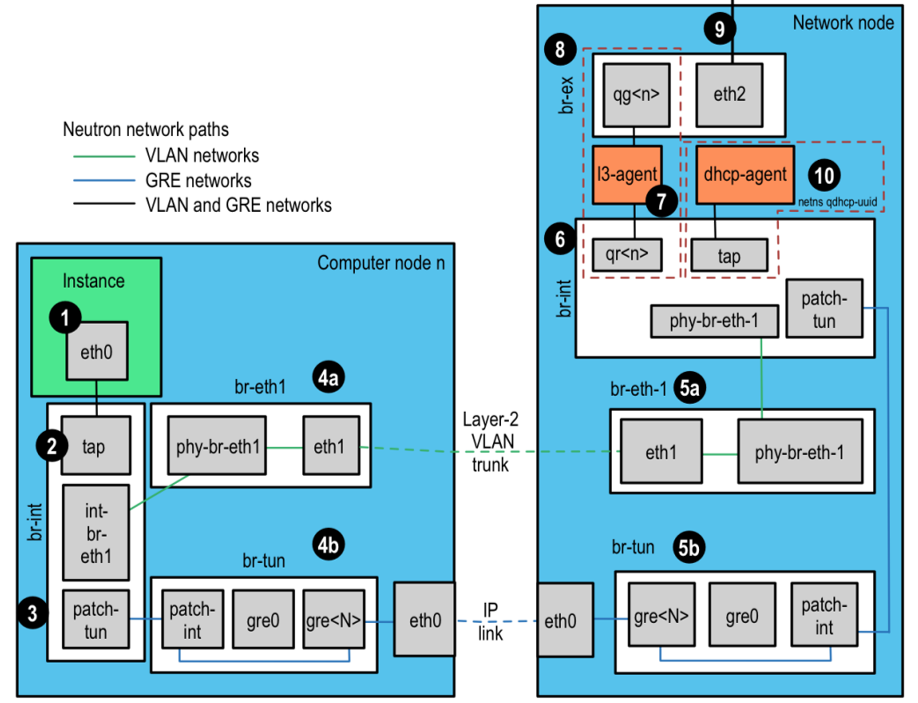 Network node
9
8
qg<n>
eth2
br-ex
Neutron network paths
VLAN networks
GRE networks
VLAN and GRE networks
l3-agent
dhcp-agent
10
7
netns qdhcp-uuid
6
qr<n>
tap
br-int
patch-
tun
phy-br-eth-1
Computer node n
Instance
1
eth0
br-eth1
4a
2
tap
phy-br-eth1
eth1
Layer-2
VLAN
trunk
br-eth-1
5a
eth1
phy-br-eth-1
br-int
int-
br-
eth1
br-tun
4b
3
patch-
tun
patch-
int
gre0
gre<N>
eth0
IP
link
br-tun
5b
eth0
gre<N>
gre0
patch-
int